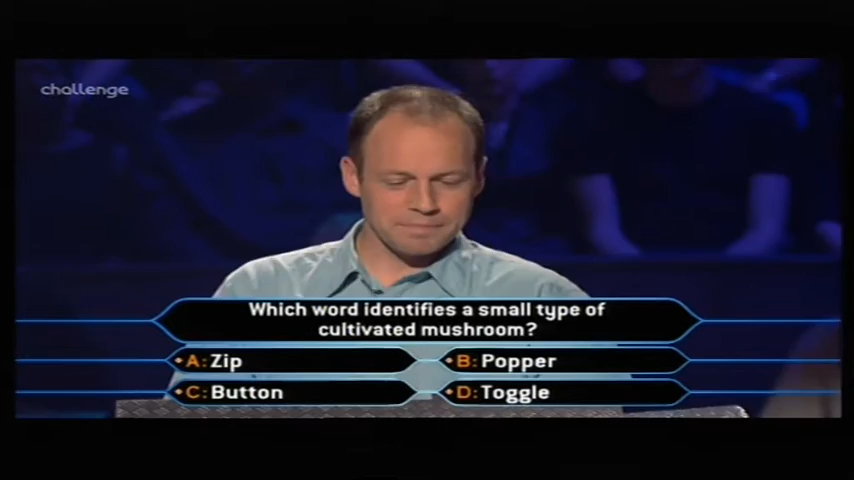 challenge
Which word identifies a small type of
cultivated mushroom?
A: Zip
B: Popper
C: Button
D: Toggle